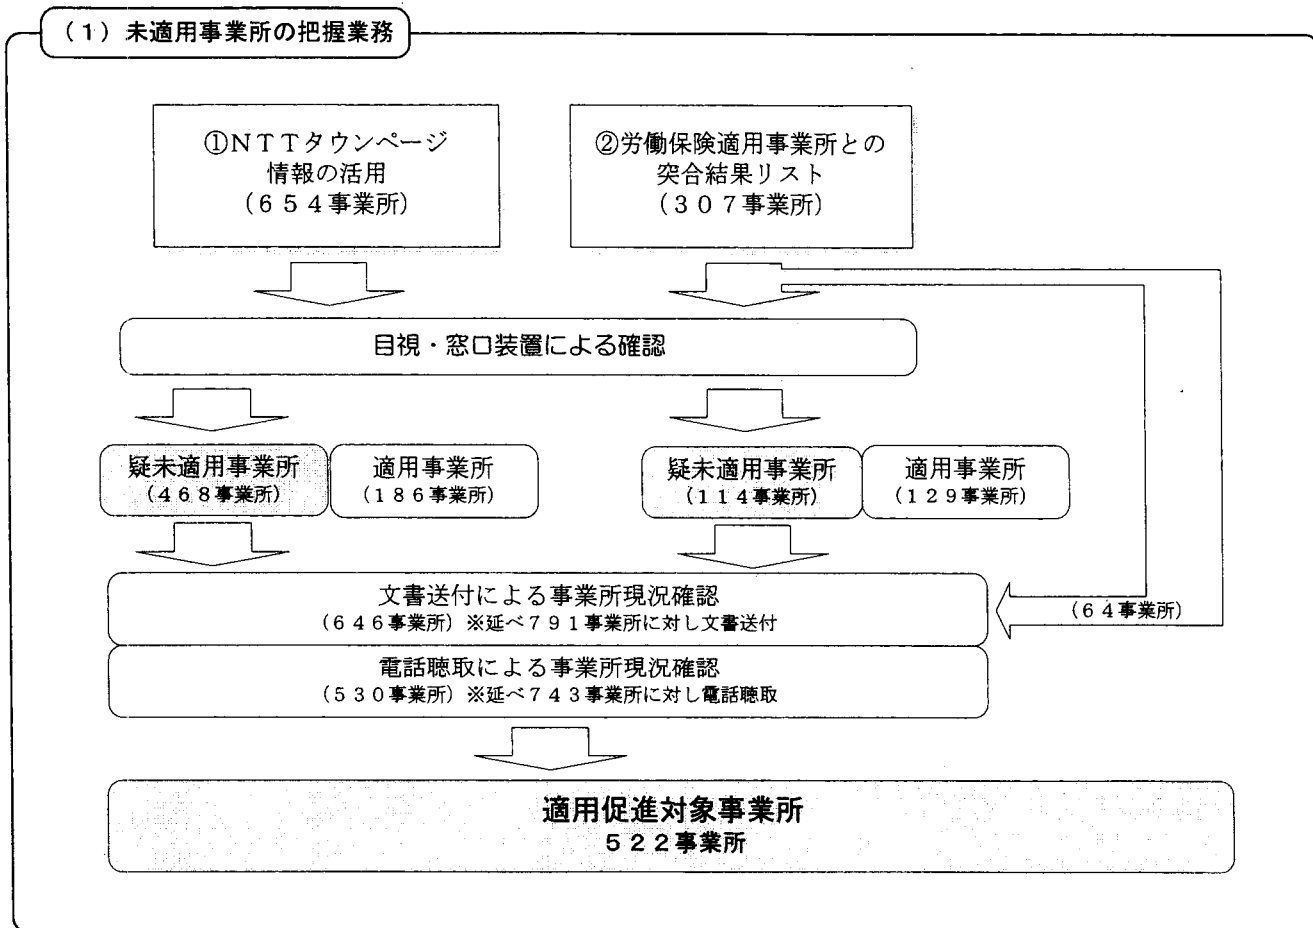 （１）未適用事業所の把握業務
①ＮＴＴタウンページ
情報の活用
（６５４事業所）
②労働保険適用事業所との
突合結果リスト
（３０７事業所）
目視・窓口装置による確認
疑未適用事業所
（４６８事業所）
適用事業所
（１８６事業所）
疑未適用事業所
（１１４事業所）
適用事業所
（１２９事業所）
文書送付による事業所現況確認
（６４６事業所）※延べ７９１事業所に対し文書送付
（６４事業所）
電話聴取による事業所現況確認
（５３０事業所）※延べ７４３事業所に対し電話聴取
適用促進対象事業所
５２２事業所